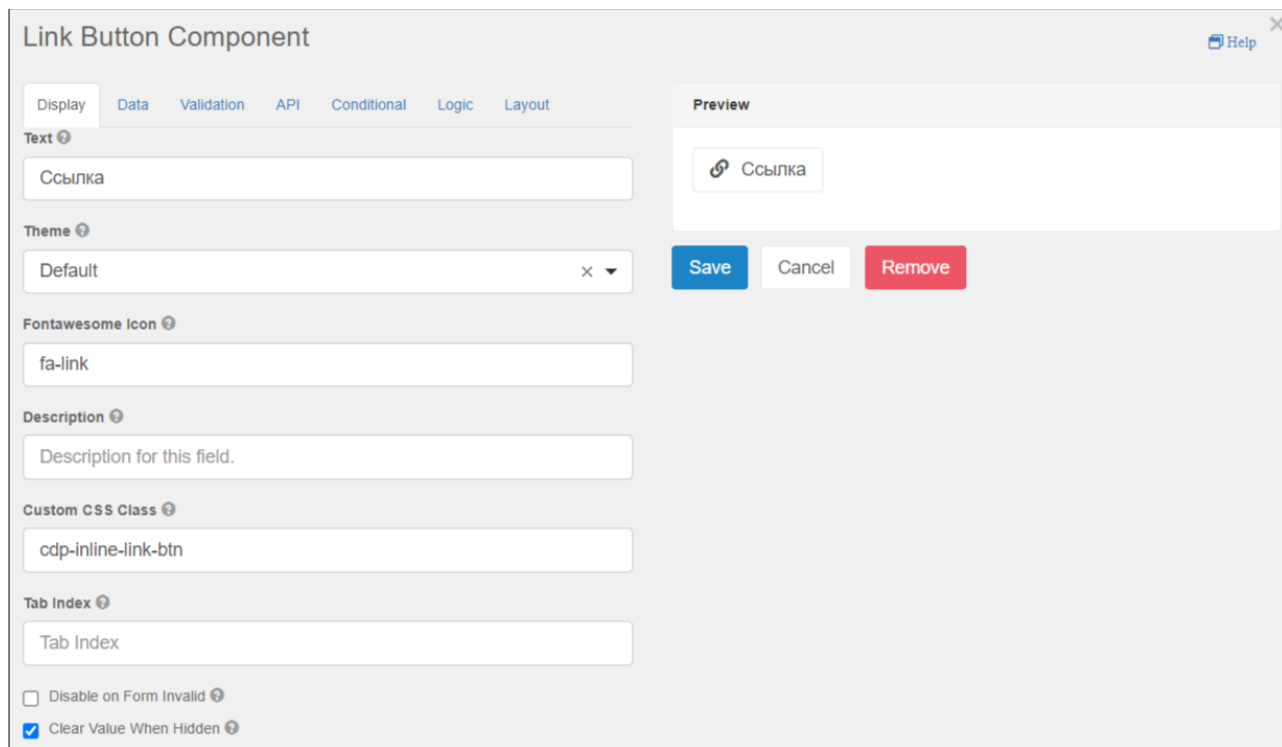 Link Button Component
Help
Display Data Validation API Conditional Logic Layout
Text
Ссылка
Theme
Default
Fontawesome Icon
fa-link
Description
Description for this field.
Custom CSS Class
cdp-inline-link-btn
Tab Index
Tab Index
Disable on Form Invalid
Clear Value When Hidden
Preview
Ссылка
Save Cancel Remove